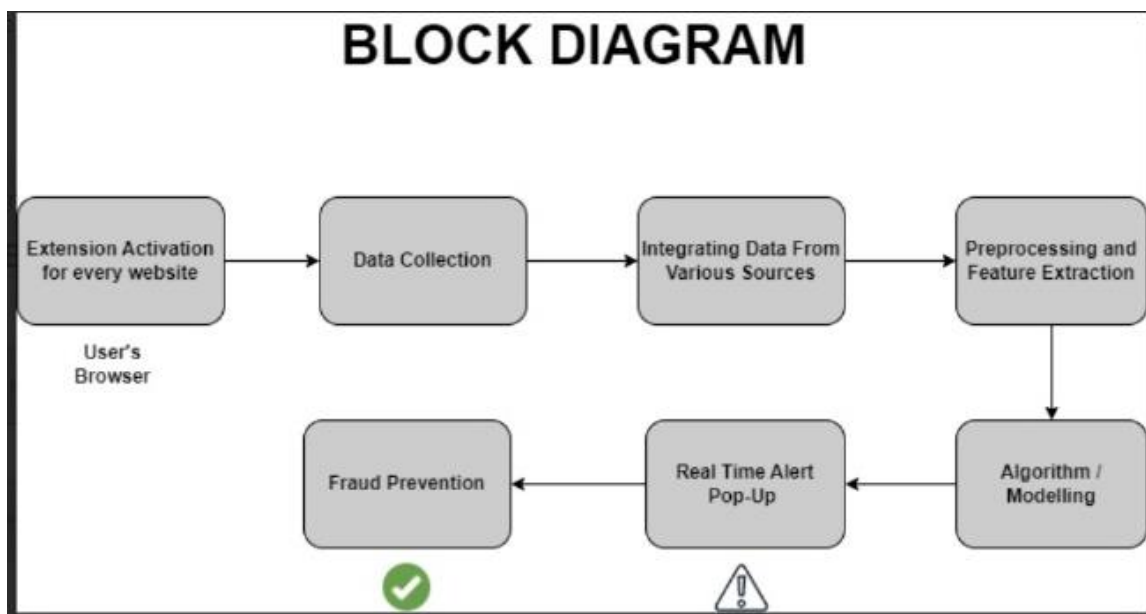 BLOCK DIAGRAM
Extension Activation
for every website
Data Collection
Integrating Data From
Various Sources
Preprocessing and
Feature Extraction
User's
Browser
Fraud Prevention
Real Time Alert
Pop-Up
Algorithm /
Modelling